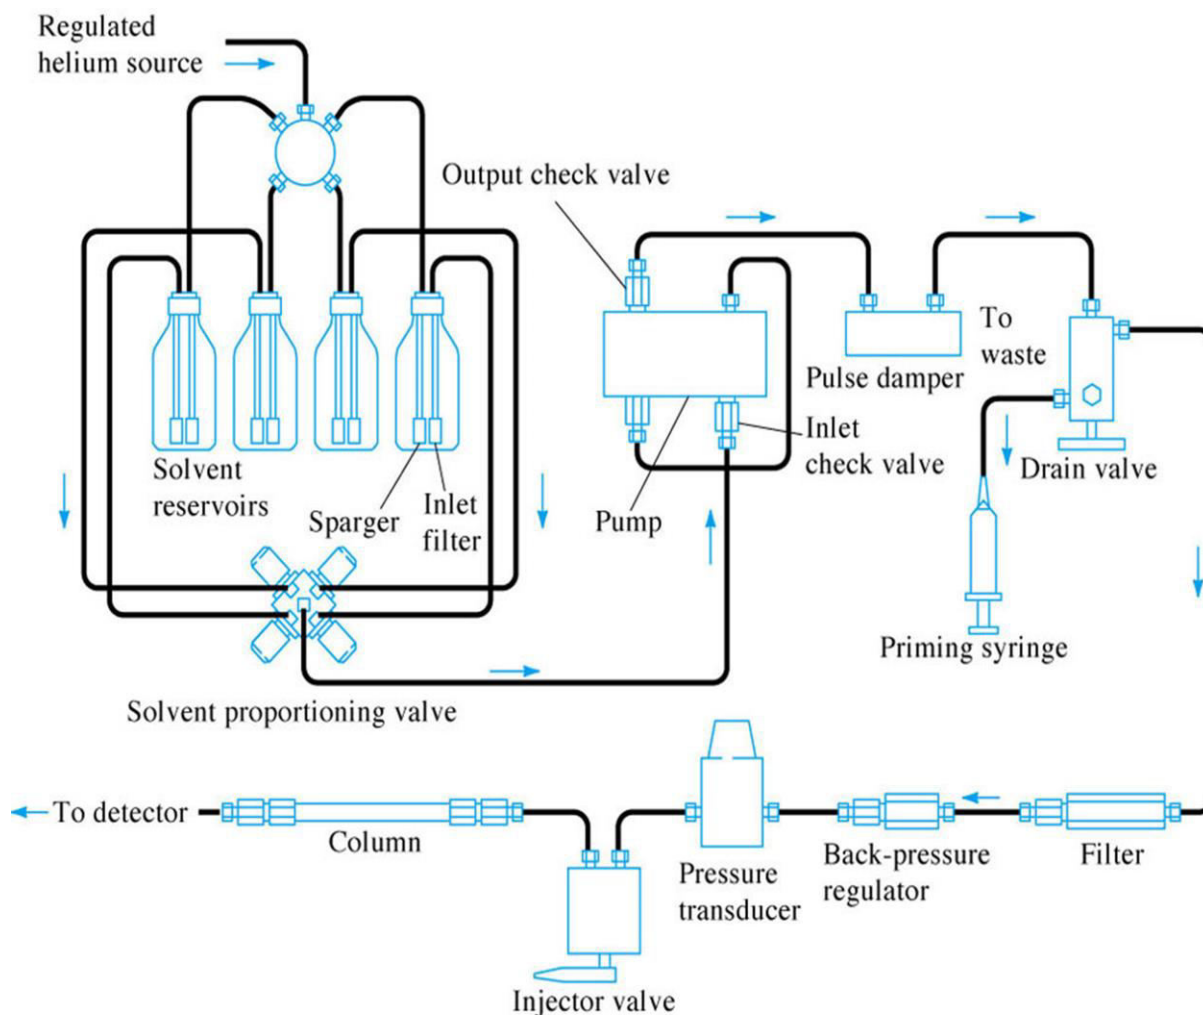 Regulated
helium source
Output check valve
To
waste
Pulse damper
Inlet
check valve
Drain valve
Solvent
reservoirs
Sparger
Inlet
filter
Pump
Priming syringe
Solvent proportioning valve
To detector
Column
Pressure
transducer
Back-pressure
regulator
Filter
Injector valve